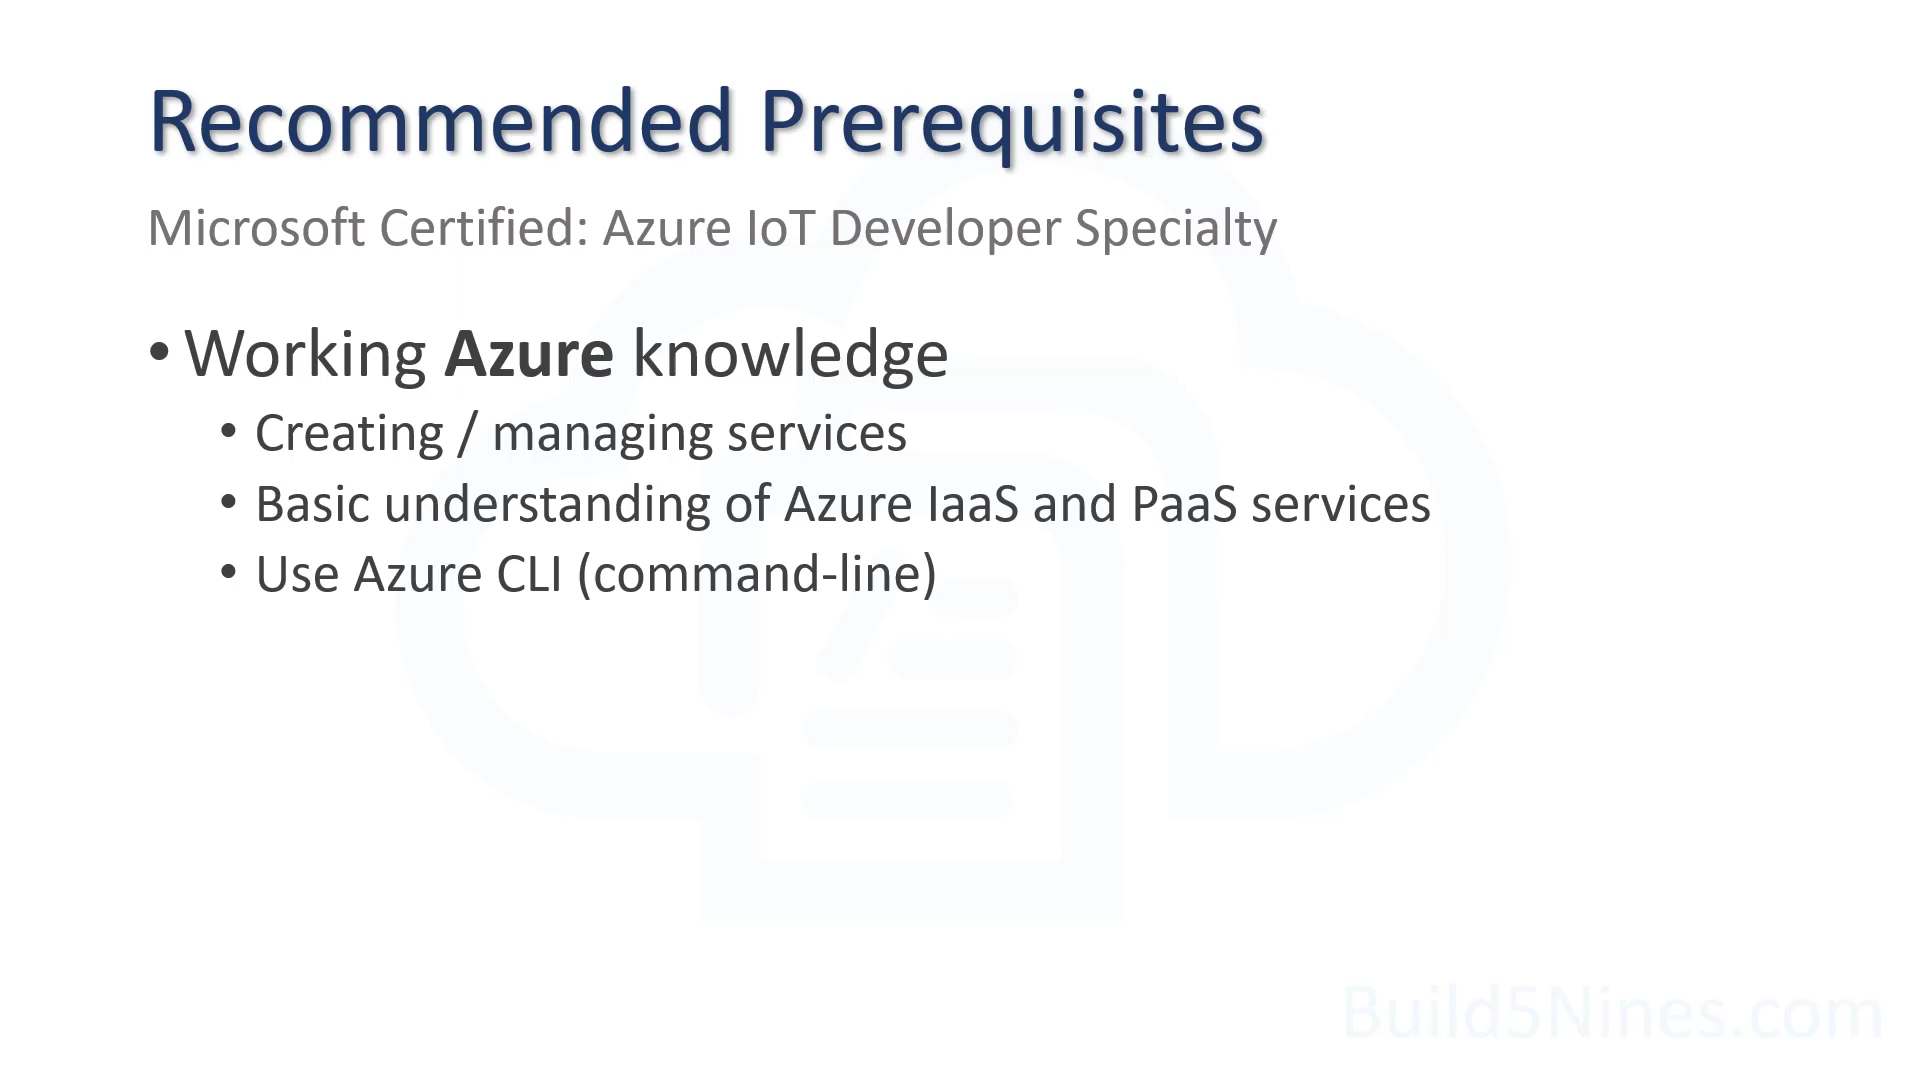 Recommended Prerequisites
Microsoft Certified: Azure IoT Developer Specialty
• Working Azure knowledge
• Creating / managing services
• Basic understanding of Azure IaaS and PaaS services
• Use Azure CLI (command-line)
Build5Nines.com